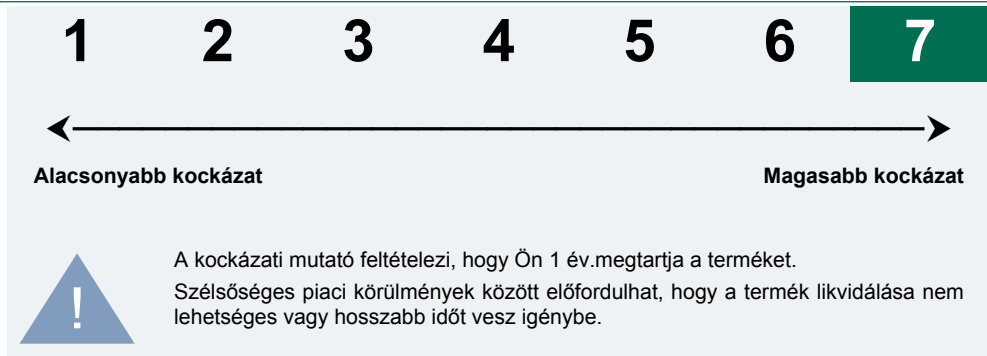 1 2 3 4 5 6 7
Alacsonyabb kockázat Magasabb kockázat
!
A kockázati mutató feltételezi, hogy Ön 1 év.megtartja a terméket.
Szélsőséges piaci körülmények között előfordulhat, hogy a termék likvidálása nem
lehetséges vagy hosszabb időt vesz igénybe.